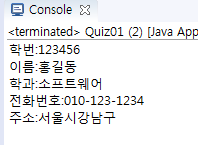 Console
<terminated> Quiz01 (2) [Java App
학번:123456
이름:홍길동
학과:소프트웨어
전화번호:010-123-1234
주소:서울시강남구